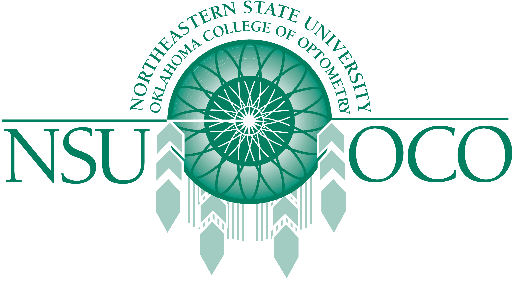 NORTHEASTERN STATE UNIVERSITY
OKLAHOMA COLLEGE OF OPTOMETRY
NSU OCO